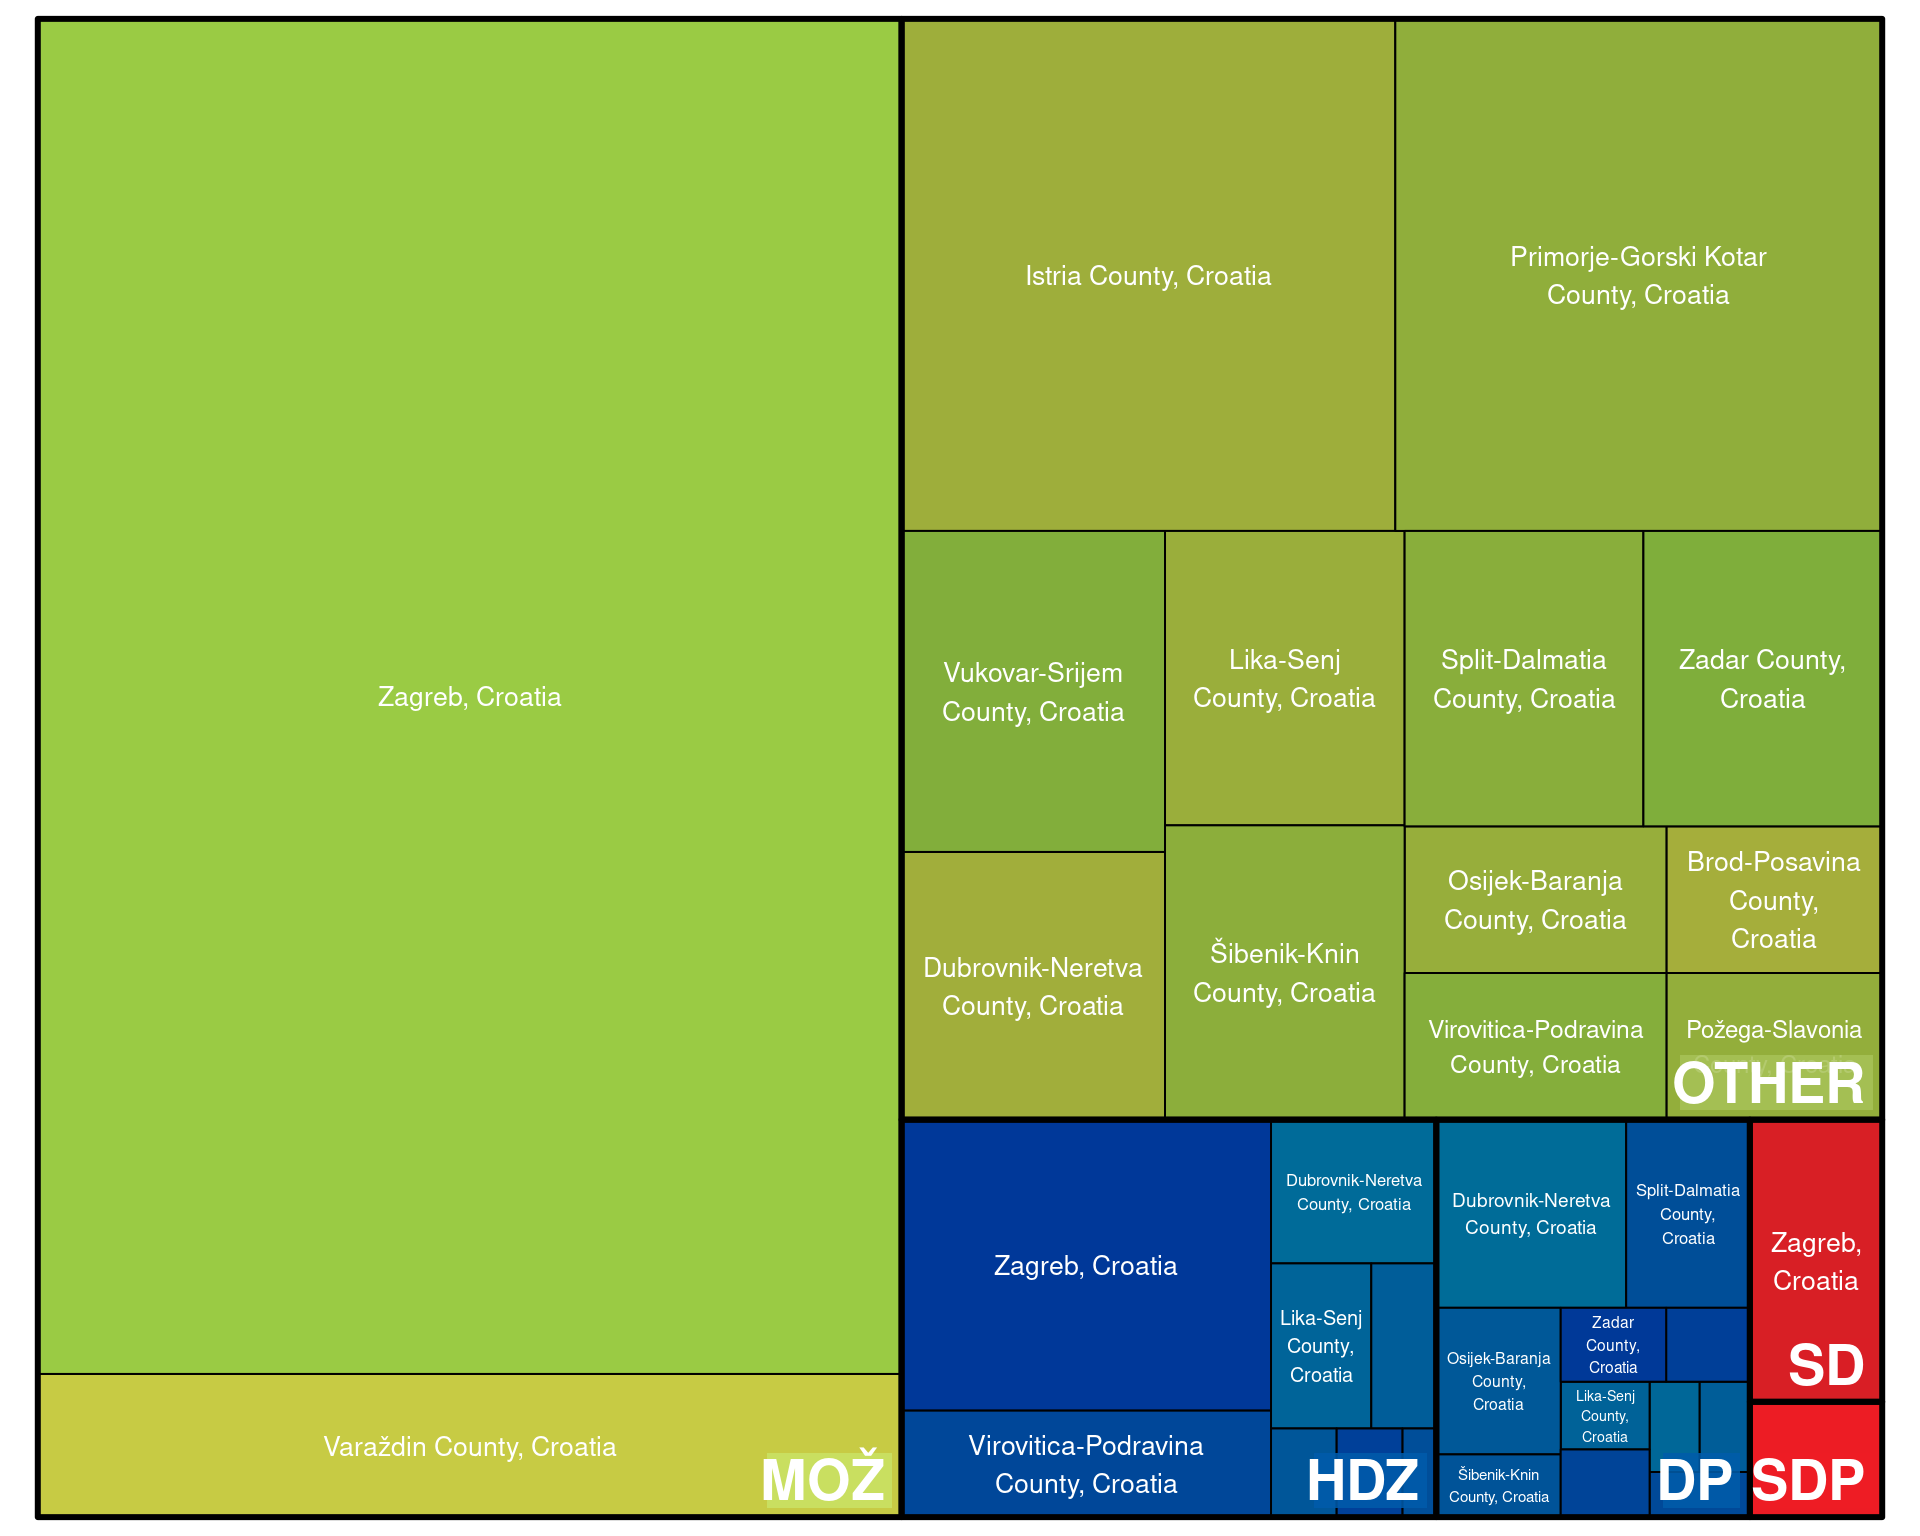 Zagreb, Croatia
Varaždin County, Croatia
MOŽ
Istria County, Croatia
Primorje-Gorski Kotar
County, Croatia
Vukovar-Srijem
County, Croatia
Lika-Senj
County, Croatia
Split-Dalmatia
County, Croatia
Zadar County,
Croatia
Dubrovnik-Neretva
County, Croatia
Šibenik-Knin
County, Croatia
Osijek-Baranja
County, Croatia
Brod-Posavina
County,
Croatia
Virovitica-Podravina
County, Croatia
Požega-Slavonia
OTHER
Zagreb, Croatia
Virovitica-Podravina
County, Croatia
Dubrovnik-Neretva
County, Croatia
Lika-Senj
County,
Croatia
HDZ
Dubrovnik-Neretva
County, Croatia
Split-Dalmatia
County,
Croatia
Osijek-Baranja
County,
Croatia
Zadar
County,
Croatia
Lika-Senj
County,
Croatia
Šibenik-Knin
County, Croatia
DP
Zagreb,
Croatia
SD
SDP